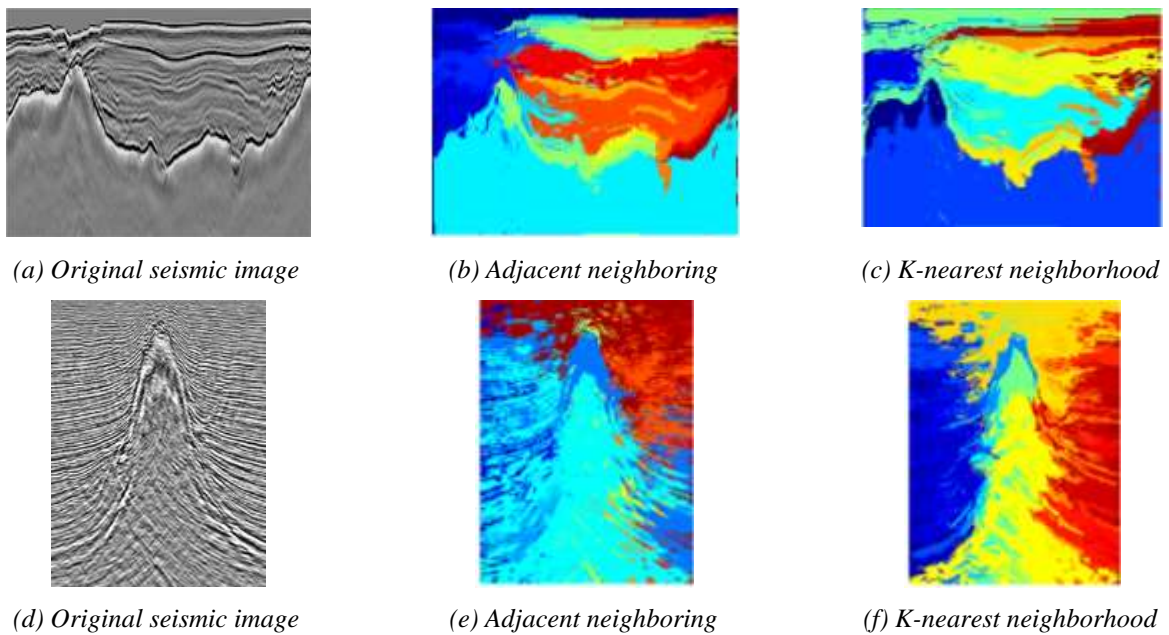 (a) Original seismic image
(b) Adjacent neighboring
(c) K-nearest neighborhood
(d) Original seismic image
(e) Adjacent neighboring
(f) K-nearest neighborhood